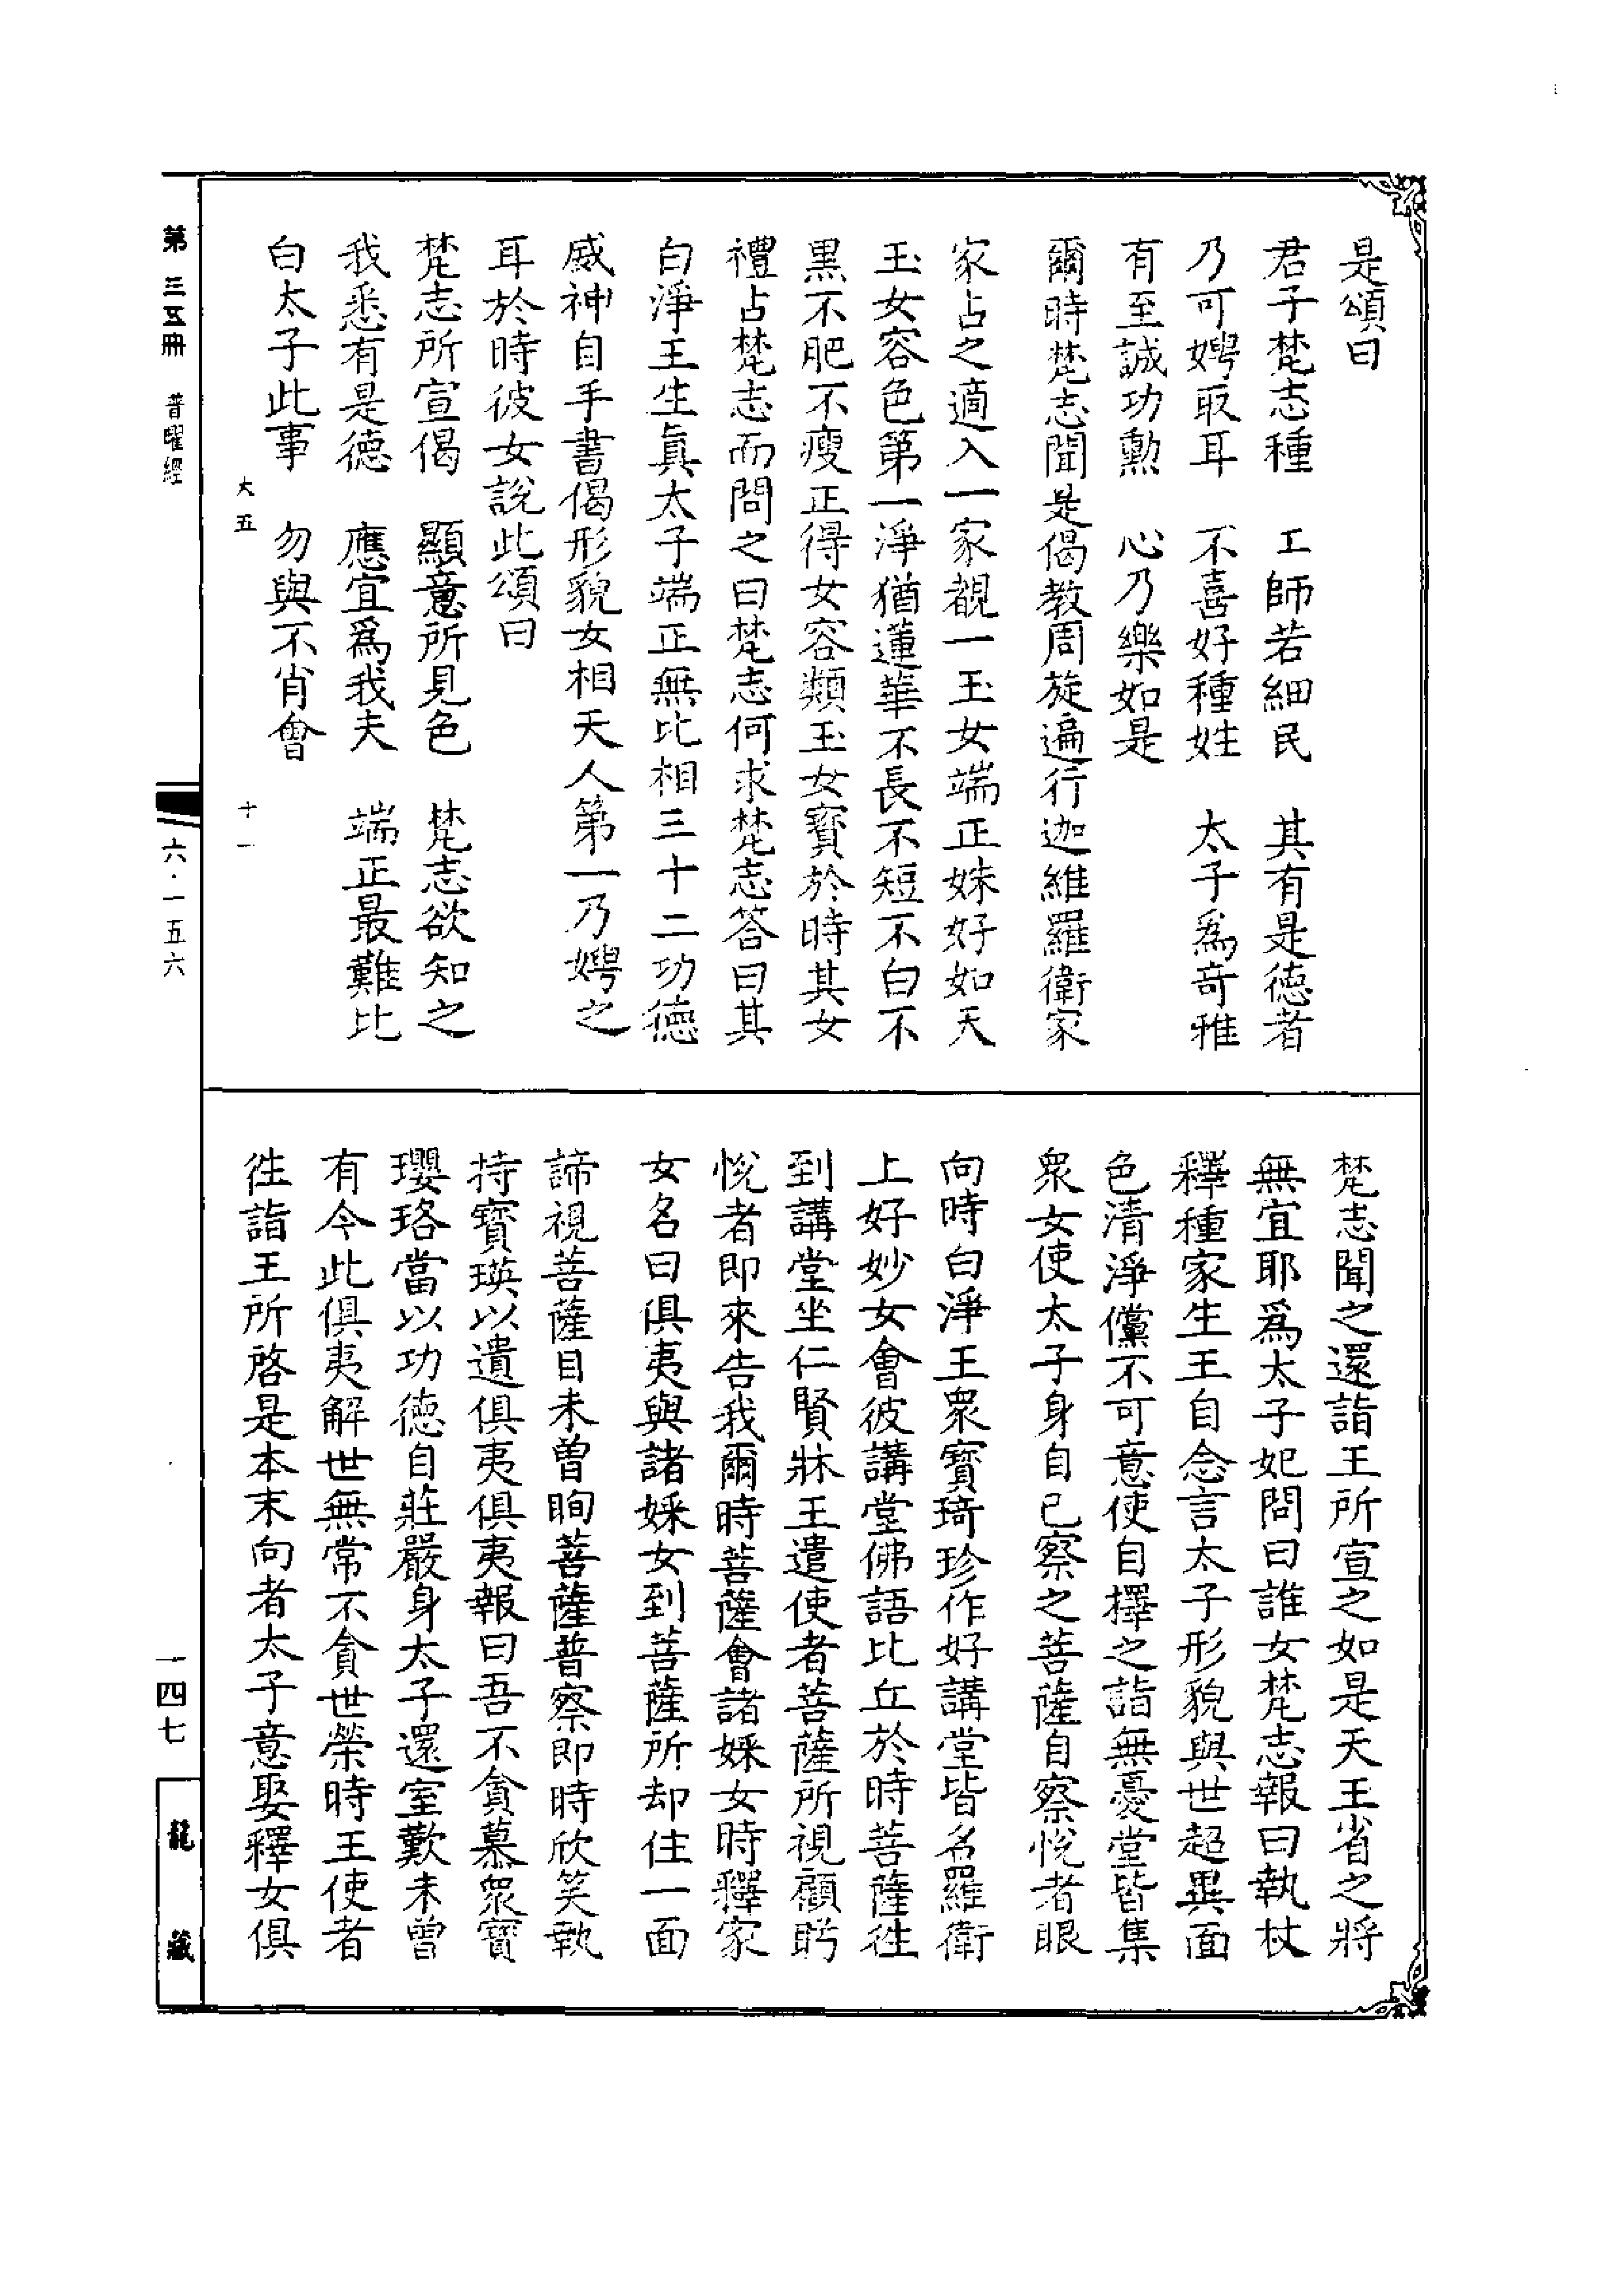 是頌曰
君子梵志種　工師若細民　其有是德者
乃可娉取耳　不喜好種姓　太子爲奇雅
有至誠功勲　心乃樂如是
爾時梵志聞是偈教周旋遍行迦維羅衛家
家占之適入一家覩一玉女端正姝好如天
玉女容色第一淨猶蓮華不長不短不白不
黒不肥不瘦正得女容類玉女寶於時其女
禮占梵志而問之曰梵志何求梵志答曰其
白淨王生眞太子端正無比相三十二功德
威神自手書偈形貌女相天人第一乃娉之
耳於時彼女說此頌曰
梵志所宣偈　顯意所見色　梵志欲知之
我悉有是德　應宜爲我夫　端正最難比
白太子此事　勿與不肖會
梵志聞之還詣王所宣之如是天王省之將
無宜耶爲太子妃問曰誰女梵志報曰執杖
釋種家生王自念言太子形貌與世超異面
色清淨儻不可意使自擇之詣無憂堂皆集
衆女使太子身自已察之菩薩自察悅者眼
向時白淨王衆寶琦珍作好講堂皆名羅衛
上好妙女會彼講堂佛語比丘於時菩薩往
到講堂坐仁賢牀王遣使者菩薩所視顧眄
悅者即來告我爾時菩薩會諸婇女時釋家
女名曰俱夷與諸婇女到菩薩所却住一面
諦視菩薩目未曾眴菩薩普察即時欣笑執
持寶瑛以遺俱夷俱夷報曰吾不貪慕衆寶
瓔珞當以功德自莊嚴身太子還室歎未曾
有今此俱夷解世無常不貪世榮時王使者
往詣王所啓是本末向者太子意娶釋女俱
大五　十一
第三五冊　普曜經　六·一五六　一四七　龍藏